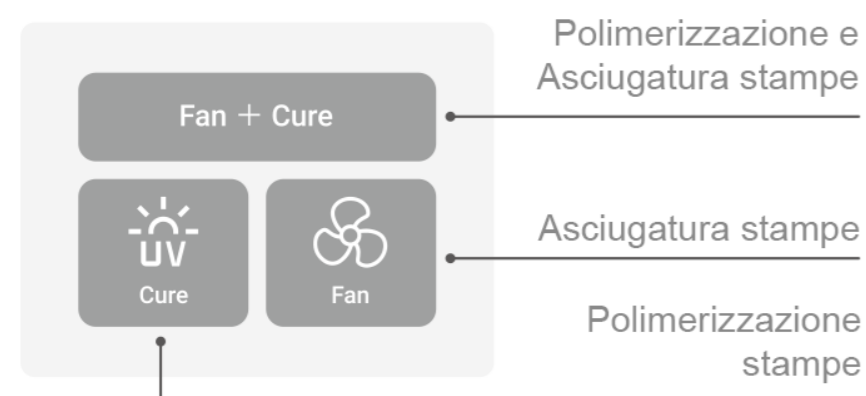 Polimerizzazione e
Asciugatura stampe
Fan + Cure
Asciugatura stampe
UV
Cure
Fan
Polimerizzazione
stampe